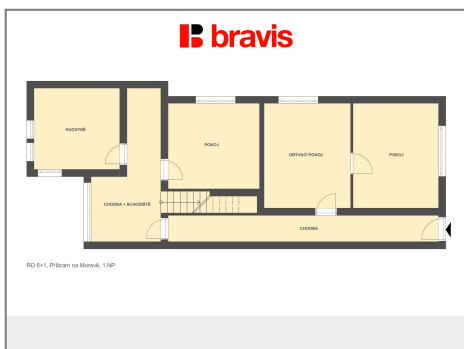 bravis
KUCHYNĚ
POKOJ
OBÝVACÍ POKOJ
POKOJ
CHODBA + SCHODIŠTĚ
CHODBA
RD 6+1, Příbram na Moravě, 1.NP